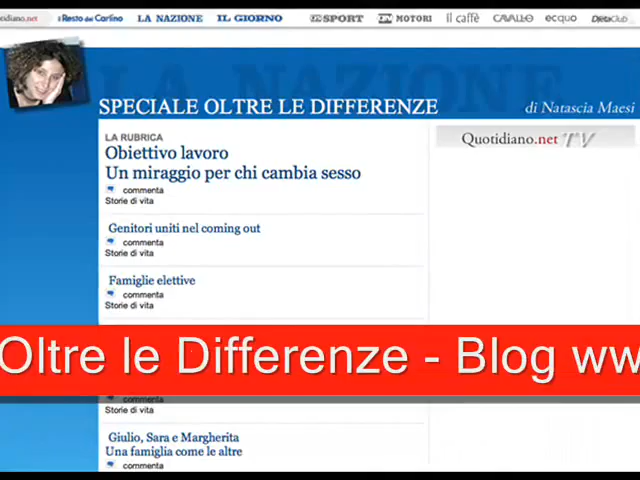 Quotidiano.net il Resto del Carlino LA NAZIONE IL GIORNO QS SPORT QN MOTORI il caffè CAVALLO ecquo DietaClub
LA NAZIONE
SPECIALE OLTRE LE DIFFERENZE di Natascia Maesi
LA RUBRICA
Quotidiano.net TV
Obiettivo lavoro
Un miraggio per chi cambia sesso
commenta
Storie di vita
Genitori uniti nel coming out
commenta
Storie di vita
Famiglie elettive
commenta
Storie di vita
Oltre le Differenze - Blog ww
commenta
Storie di vita
Giulio, Sara e Margherita
Una famiglia come le altre
commenta